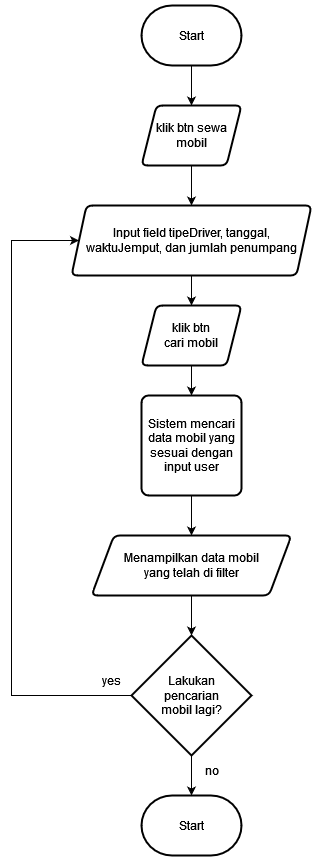 Start
klik btn sewa
mobil
Input field tipeDriver, tanggal,
waktuJemput, dan jumlah penumpang
klik btn
cari mobil
Sistem mencari
data mobil yang
sesuai dengan
input user
Menampilkan data mobil
yang telah di filter
yes
Lakukan
pencarian
mobil lagi?
no
Start